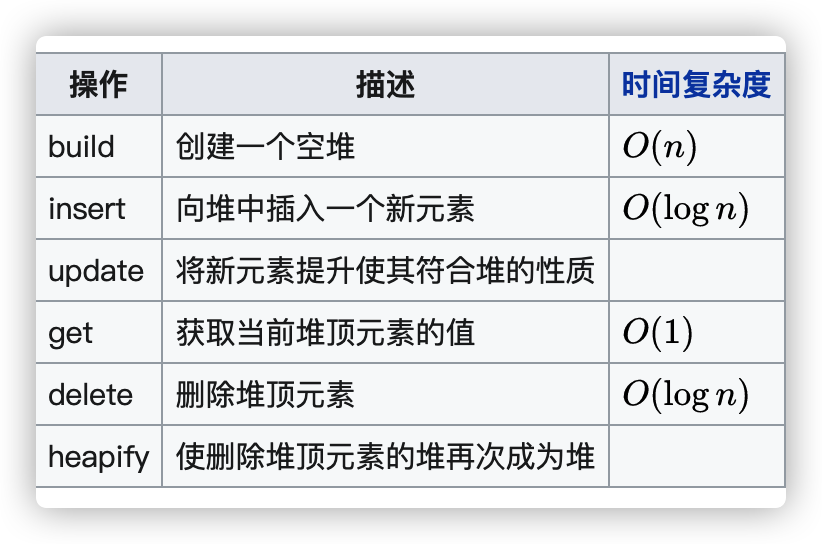 操作 描述 时间复杂度
build 创建一个空堆 O(n)
insert 向堆中插入一个新元素 O(log n)
update 将新元素提升使其符合堆的性质
get 获取当前堆顶元素的值 O(1)
delete 删除堆顶元素 O(log n)
heapify 使删除堆顶元素的堆再次成为堆